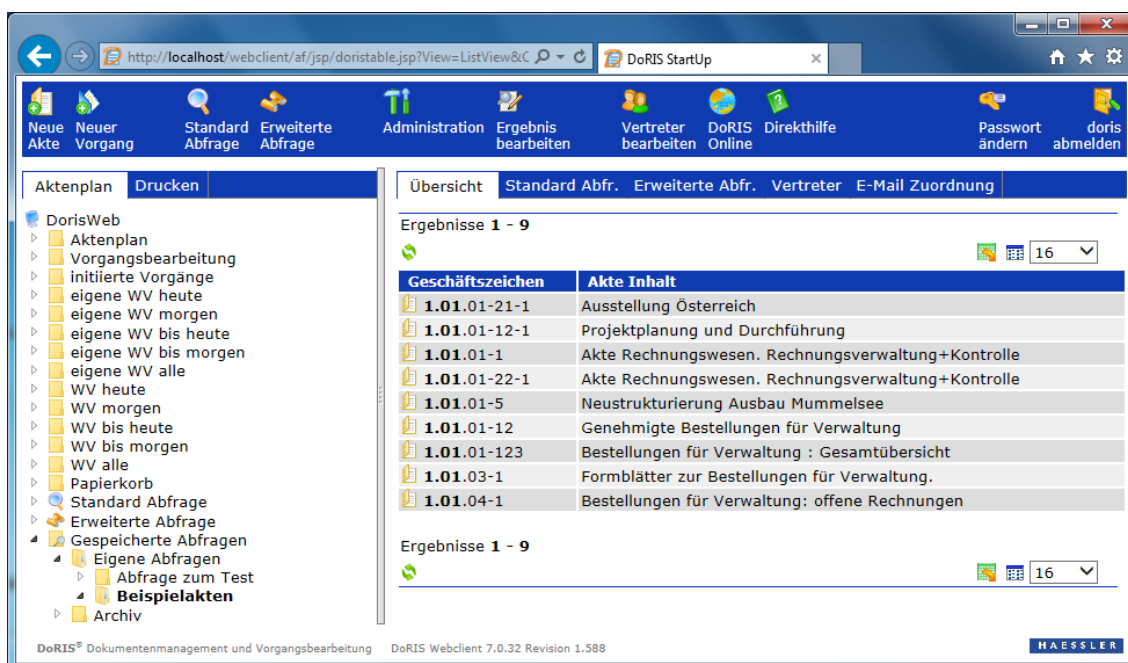 http://localhost/webclient/af/jsp/doristable.jsp?View=ListView&C
DoRIS StartUp
Neue Akte
Neuer Vorgang
Standard Abfrage
Erweiterte Abfrage
Administration
Ergebnis bearbeiten
Vertreter bearbeiten
DoRIS Online
Direkthilfe
Passwort ändern
doris abmelden
Aktenplan Drucken
DorisWeb
Aktenplan
Vorgangsbearbeitung
initiierte Vorgänge
eigene WV heute
eigene WV morgen
eigene WV bis heute
eigene WV bis morgen
eigene WV alle
WV heute
WV morgen
WV bis heute
WV bis morgen
WV alle
Papierkorb
Standard Abfrage
Erweiterte Abfrage
Gespeicherte Abfragen
Eigene Abfragen
Abfrage zum Test
Beispielakten
Archiv
Übersicht Standard Abfr. Erweiterte Abfr. Vertreter E-Mail Zuordnung
Ergebnisse 1 - 9
16
Geschäftszeichen Akte Inhalt
1.01.01-21-1 Ausstellung Österreich
1.01.01-12-1 Projektplanung und Durchführung
1.01.01-1 Akte Rechnungswesen. Rechnungsverwaltung+Kontrolle
1.01.01-22-1 Akte Rechnungswesen. Rechnungsverwaltung+Kontrolle
1.01.01-5 Neustrukturierung Ausbau Mummelsee
1.01.01-12 Genehmigte Bestellungen für Verwaltung
1.01.01-123 Bestellungen für Verwaltung : Gesamtübersicht
1.01.03-1 Formblätter zur Bestellungen für Verwaltung.
1.01.04-1 Bestellungen für Verwaltung: offene Rechnungen
Ergebnisse 1 - 9
16
DoRIS® Dokumentenmanagement und Vorgangsbearbeitung DoRIS Webclient 7.0.32 Revision 1.588
HAESSLER